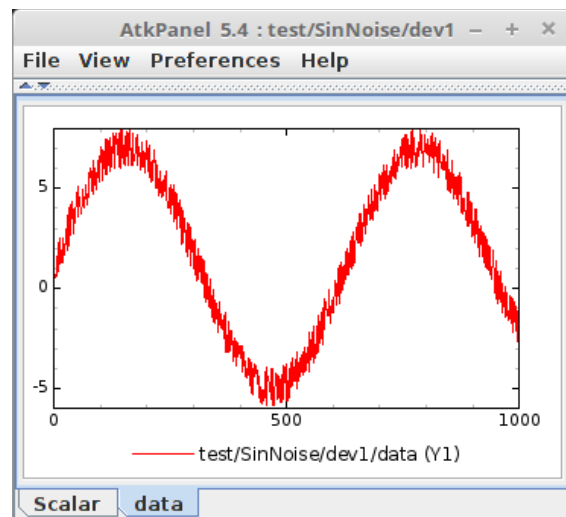 AtkPanel 5.4 : test/SinNoise/dev1
File View Preferences Help
5
0
-5
0 500 1000
test/SinNoise/dev1/data (Y1)
Scalar data